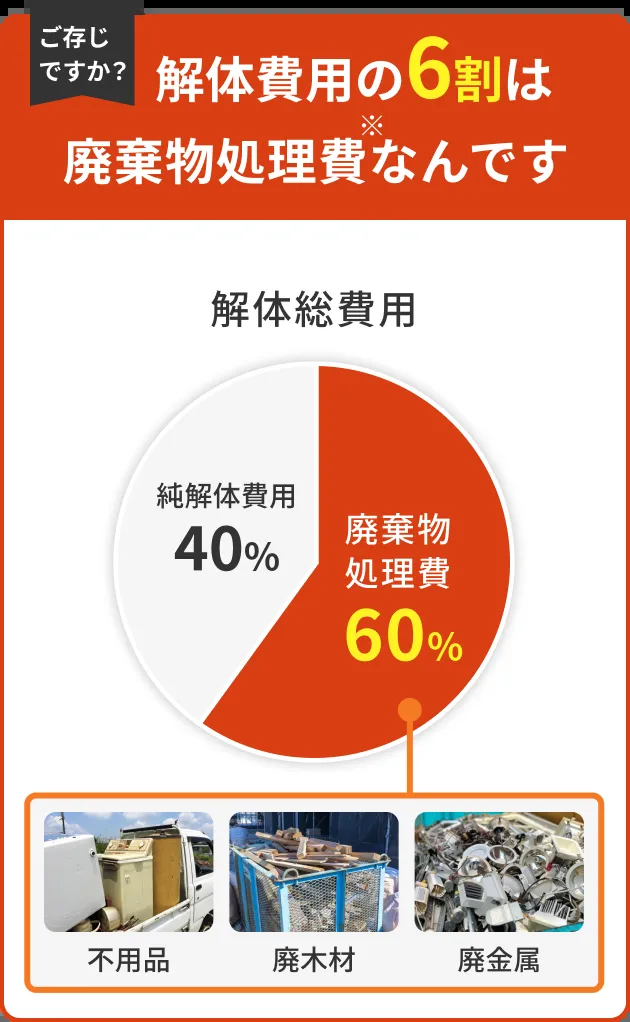 ご存じ
ですか?
解体費用の6割は
※
廃棄物処理費なんです
解体総費用
純解体費用
40%
廃棄物
処理費
60%
不用品
廃木材
廃金属